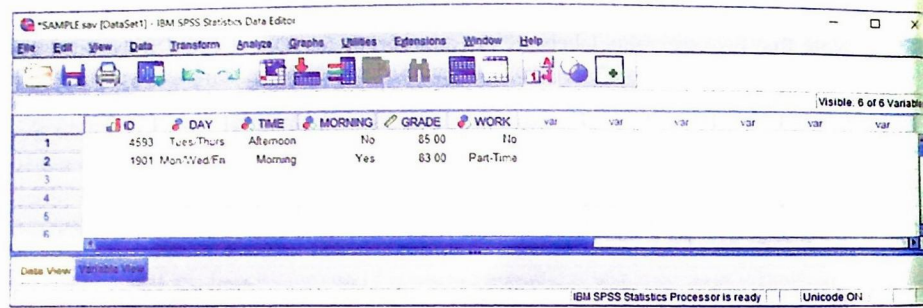 *SAMPLE.sav [DataSet1] - IBM SPSS Statistics Data Editor
File Edit View Data Transform Analyze Graphs Utilities Extensions Window Help
Visible: 6 of 6 Variabl
ID DAY TIME MORNING GRADE WORK var var var var var var
1 4593 Tues/Thurs Afternoon No 85.00 No
2 1901 Mon/Wed/Fri Morning Yes 83.00 Part-Time
3
4
5
6
Data View Variable View
IBM SPSS Statistics Processor is ready Unicode:ON